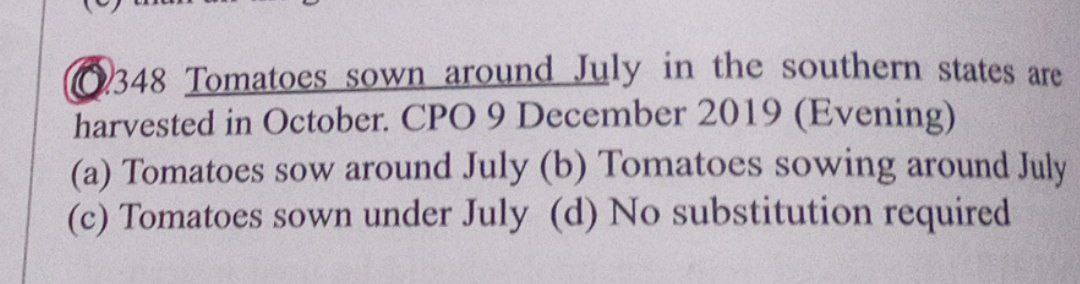 Q.348 Tomatoes sown around July in the southern states are
harvested in October. CPO 9 December 2019 (Evening)
(a) Tomatoes sow around July (b) Tomatoes sowing around July
(c) Tomatoes sown under July (d) No substitution required